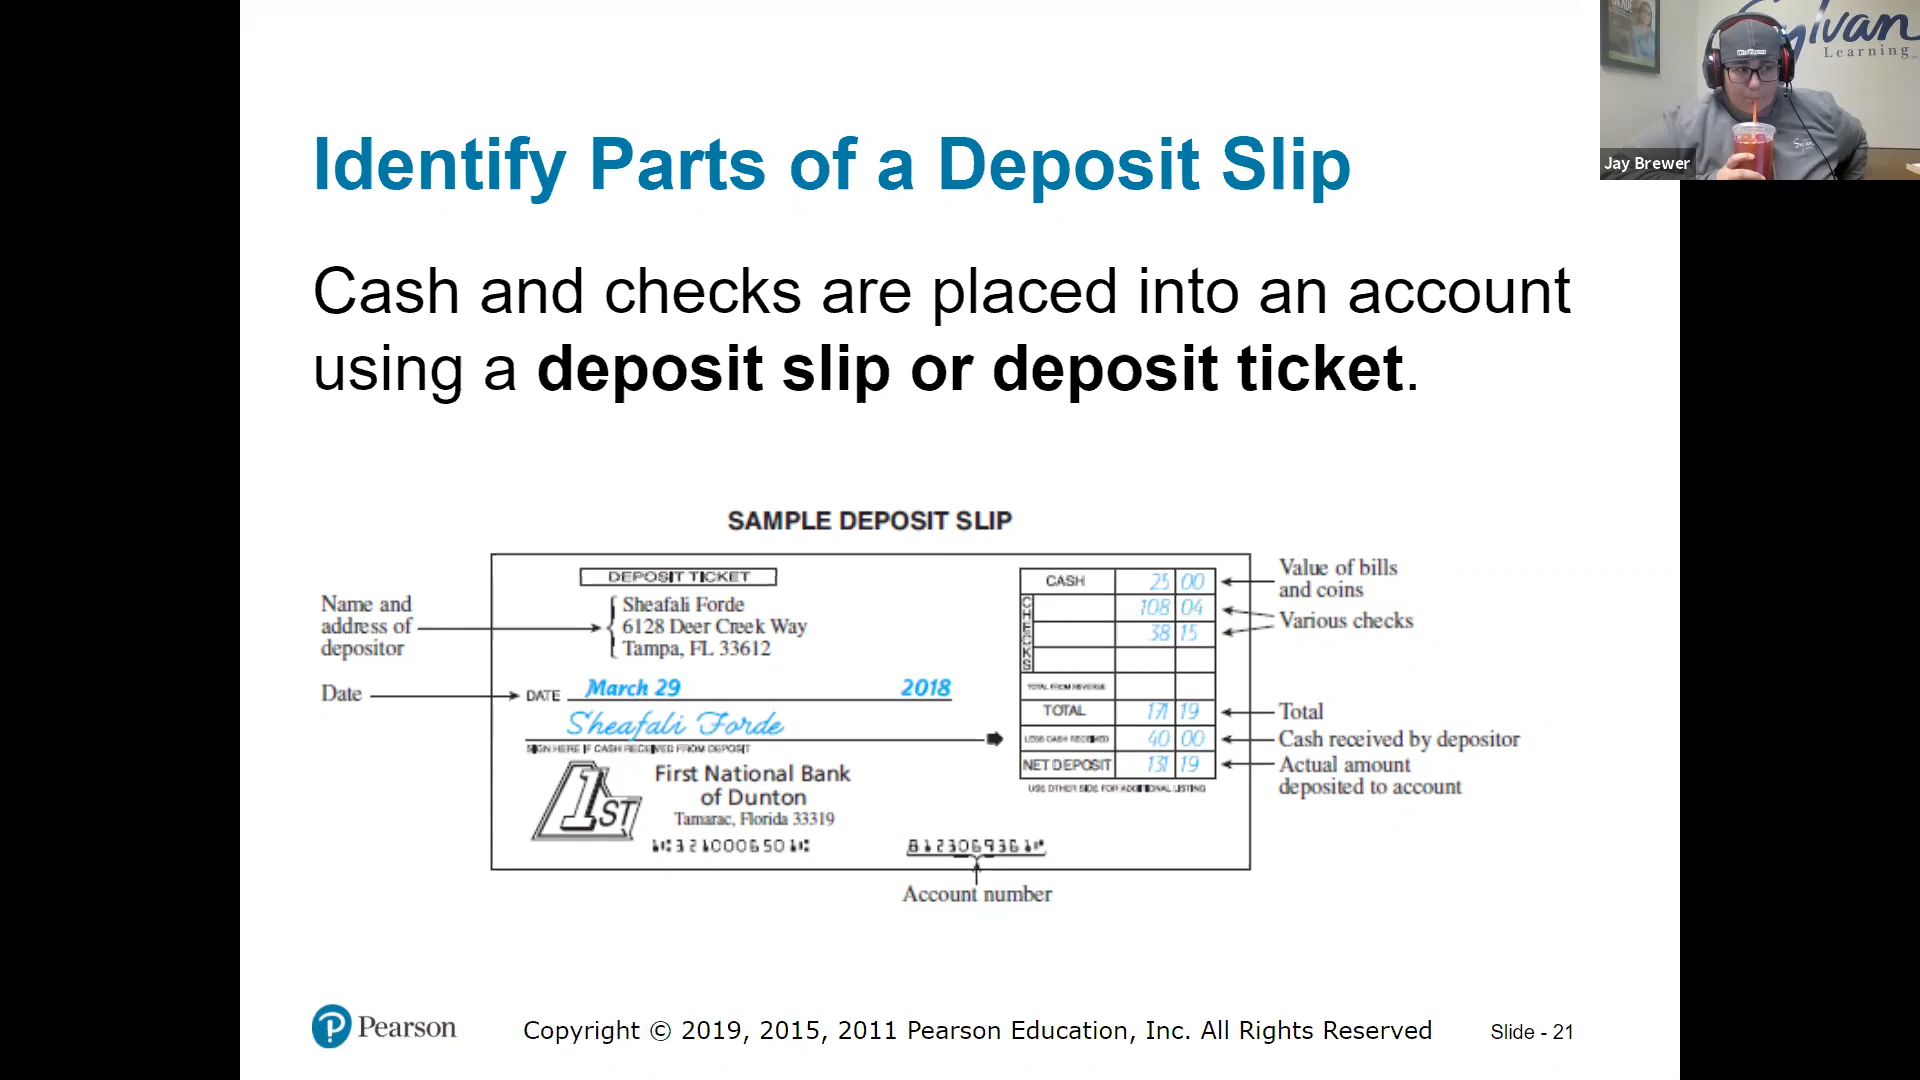 Identify Parts of a Deposit Slip
Cash and checks are placed into an account
using a deposit slip or deposit ticket.
SAMPLE DEPOSIT SLIP
DEPOSIT TICKET
Name and
address of
depositor
Sheafali Forde
6128 Deer Creek Way
Tampa, FL 33612
Date
DATE March 29 2018
Sheafali Forde
SIGN HERE IF CASH RECEIVED FROM DEPOSIT
1ST
First National Bank
of Dunton
Tamarac, Florida 33319
321000650
8123069361
Account number
CASH 25 00
CHECKS
108 04
38 15
TOTAL FROM REVERSE
TOTAL 171 19
LESS CASH RECEIVED 40 00
NET DEPOSIT 131 19
USE OTHER SIDE FOR ADDITIONAL LISTING
Value of bills
and coins
Various checks
Total
Cash received by depositor
Actual amount
deposited to account
Pearson
Copyright © 2019, 2015, 2011 Pearson Education, Inc. All Rights Reserved
Slide - 21
Sylvan
Learning
Jay Brewer